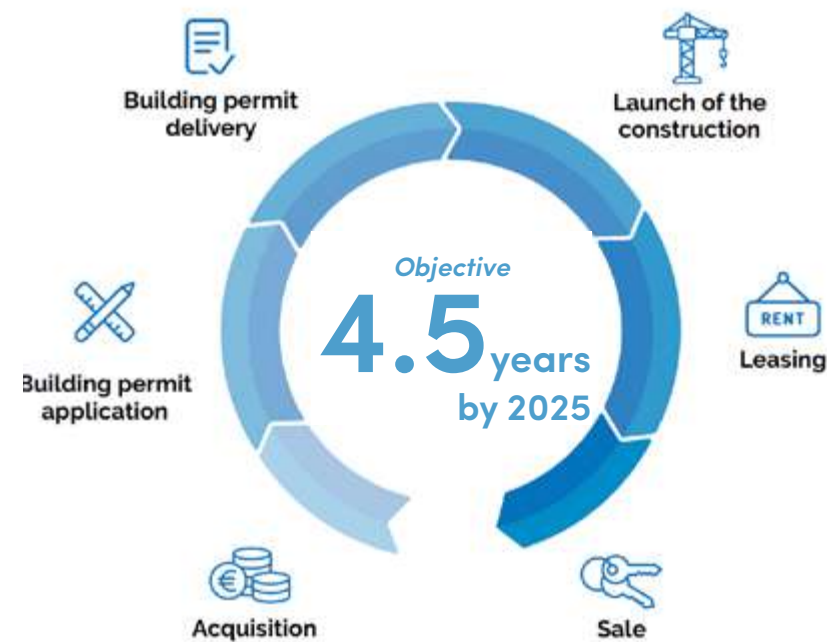 Building permit
delivery
Launch of the
construction
Objective
4.5 years
by 2025
RENT
Leasing
Building permit
application
Acquisition
Sale